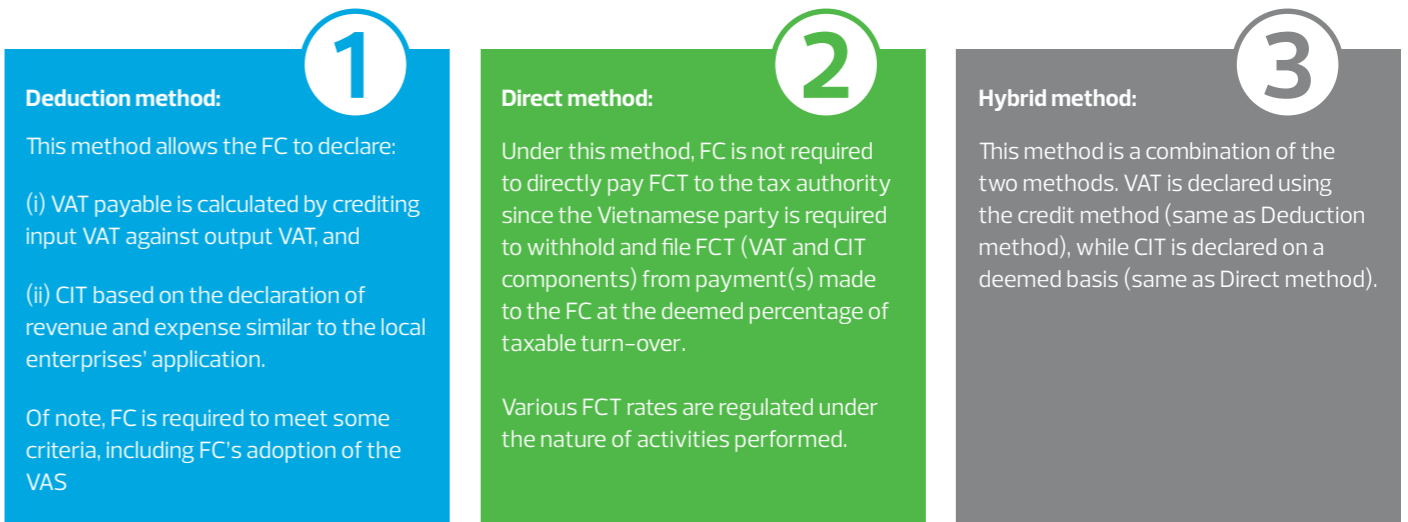 1
Deduction method:
This method allows the FC to declare:
(i) VAT payable is calculated by crediting
input VAT against output VAT, and
(ii) CIT based on the declaration of
revenue and expense similar to the local
enterprises' application.
Of note, FC is required to meet some
criteria, including FC's adoption of the
VAS
2
Direct method:
Under this method, FC is not required
to directly pay FCT to the tax authority
since the Vietnamese party is required
to withhold and file FCT (VAT and CIT
components) from payment(s) made
to the FC at the deemed percentage of
taxable turn-over.
Various FCT rates are regulated under
the nature of activities performed.
3
Hybrid method:
This method is a combination of the
two methods. VAT is declared using
the credit method (same as Deduction
method), while CIT is declared on a
deemed basis (same as Direct method).